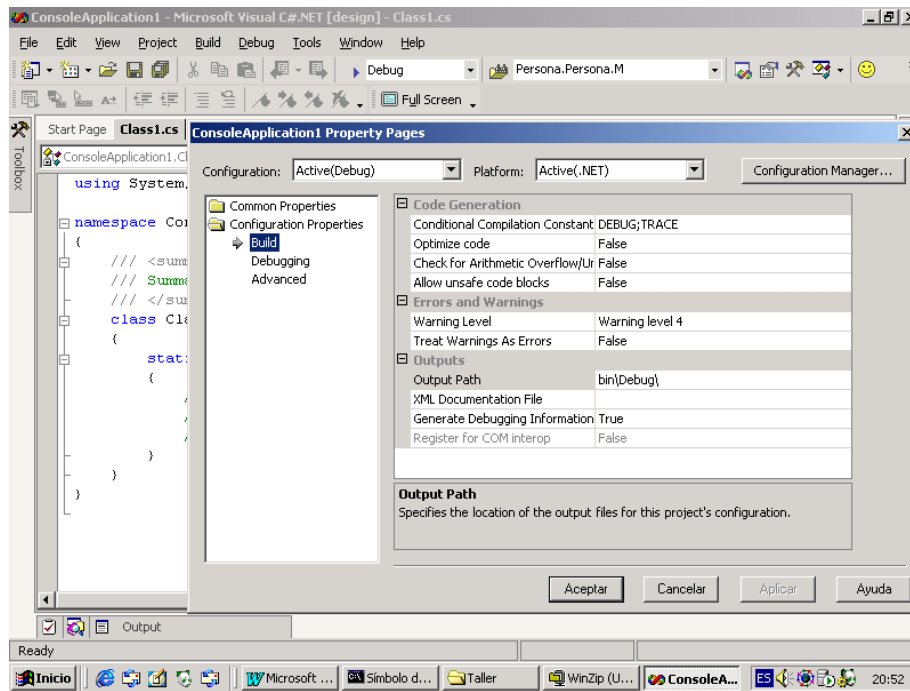 ConsoleApplication1 - Microsoft Visual C#.NET [design] - Class1.cs
File Edit View Project Build Debug Tools Window Help
Debug Persona.Persona.M
Full Screen
Toolbox
Start Page Class1.cs
ConsoleApplication1.Cl
using System
namespace Con
{
/// <summ
/// Summa
/// </sum
class Cla
{
stati
{
/
/
/
}
}
}
ConsoleApplication1 Property Pages
Configuration: Active(Debug) Platform: Active(.NET) Configuration Manager...
Common Properties
Configuration Properties
Build
Debugging
Advanced
Code Generation
Conditional Compilation Constant DEBUG;TRACE
Optimize code False
Check for Arithmetic Overflow/Ur False
Allow unsafe code blocks False
Errors and Warnings
Warning Level Warning level 4
Treat Warnings As Errors False
Outputs
Output Path bin\Debug\
XML Documentation File
Generate Debugging Information True
Register for COM interop False
Output Path
Specifies the location of the output files for this project's configuration.
Aceptar Cancelar Aplicar Ayuda
Output
Ready
Inicio Microsoft ... Símbolo d... Taller WinZip (U... ConsoleA... ES 20:52